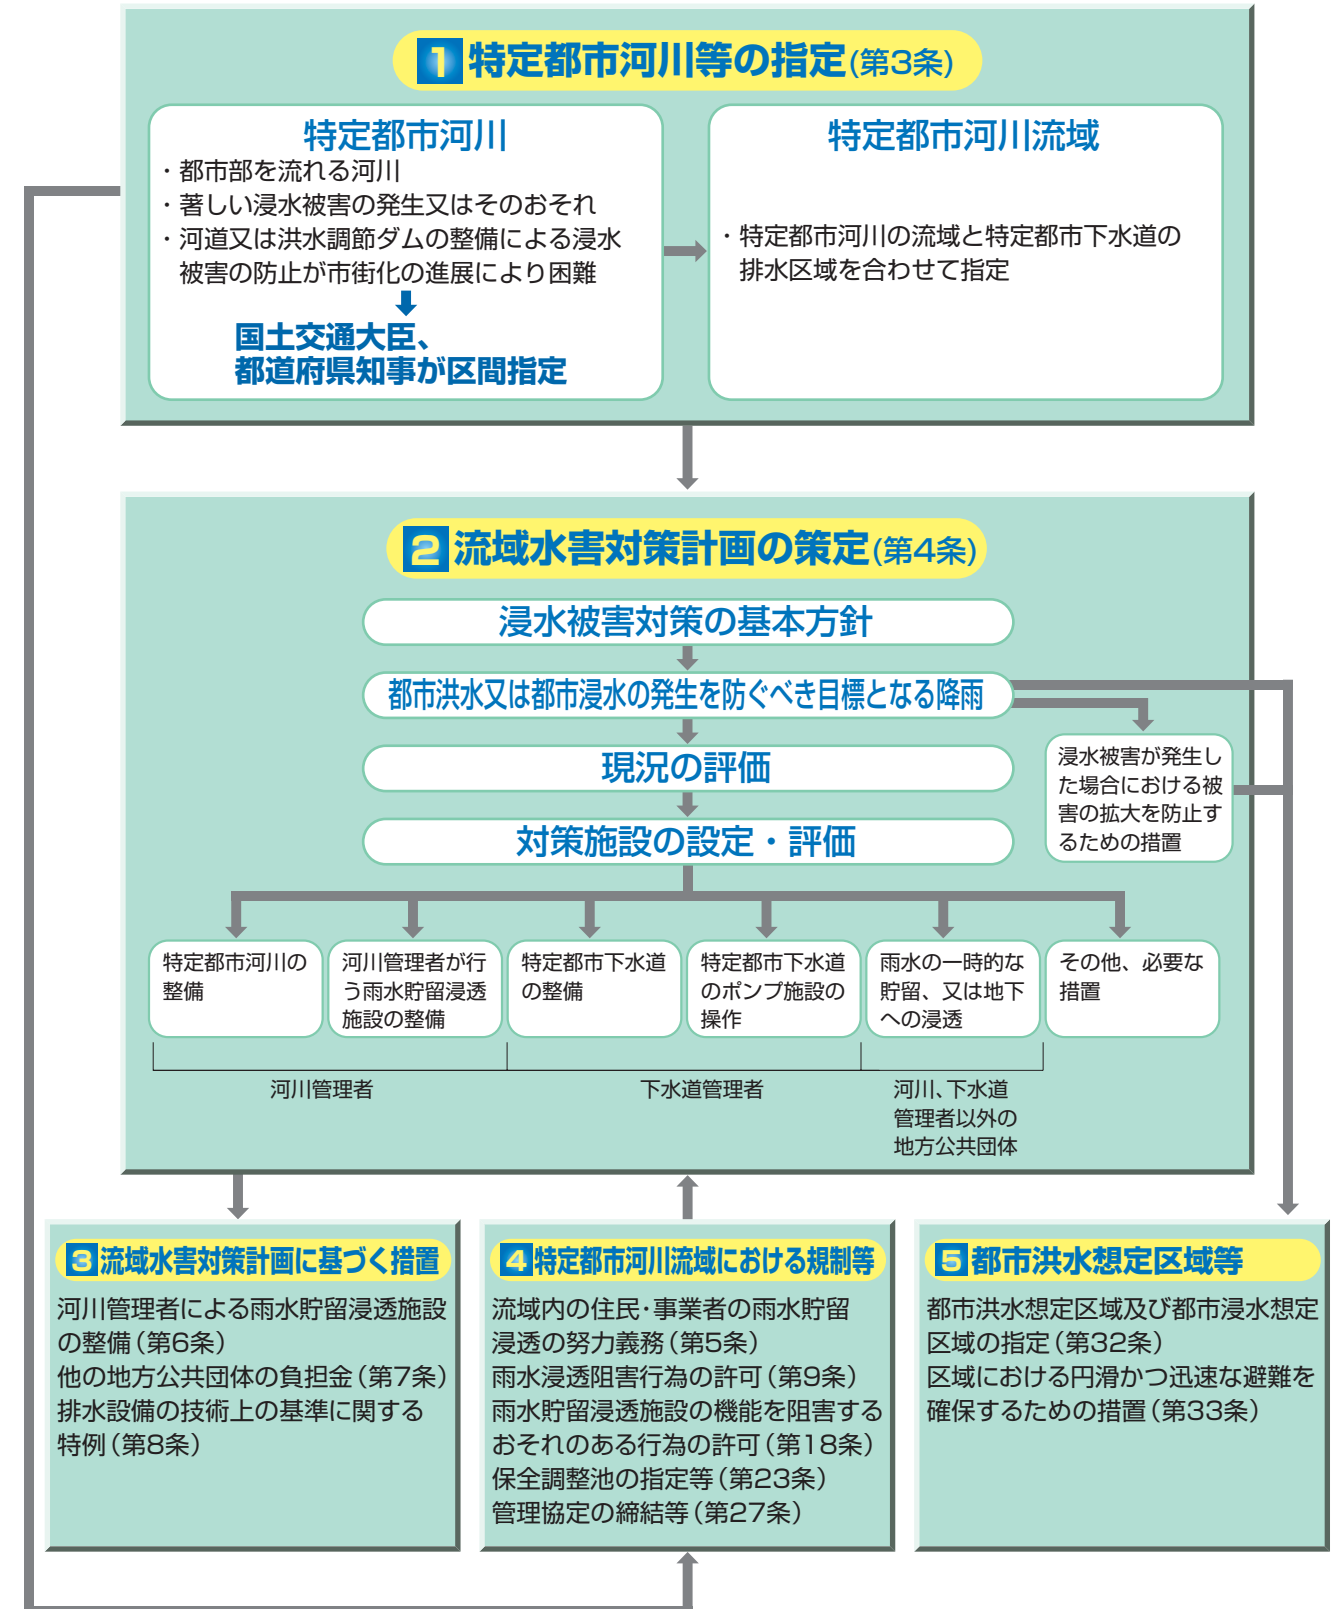 1 特定都市河川等の指定(第3条)
特定都市河川
・都市部を流れる河川
・著しい浸水被害の発生又はそのおそれ
・河道又は洪水調節ダムの整備による浸水
被害の防止が市街化の進展により困難
国土交通大臣、
都道府県知事が区間指定
特定都市河川流域
・特定都市河川の流域と特定都市下水道の
排水区域を合わせて指定
2 流域水害対策計画の策定(第4条)
浸水被害対策の基本方針
都市洪水又は都市浸水の発生を防ぐべき目標となる降雨
現況の評価
対策施設の設定・評価
浸水被害が発生し
た場合における被
害の拡大を防止す
るための措置
特定都市河川の
整備
河川管理者が行
う雨水貯留浸透
施設の整備
特定都市下水道
の整備
特定都市下水道
のポンプ施設の
操作
雨水の一時的な
貯留、又は地下
への浸透
その他、必要な
措置
河川管理者
下水道管理者
河川、下水道
管理者以外の
地方公共団体
3 流域水害対策計画に基づく措置
河川管理者による雨水貯留浸透施設
の整備(第6条)
他の地方公共団体の負担金(第7条)
排水設備の技術上の基準に関する
特例(第8条)
4 特定都市河川流域における規制等
流域内の住民・事業者の雨水貯留
浸透の努力義務(第5条)
雨水浸透阻害行為の許可(第9条)
雨水貯留浸透施設の機能を阻害する
おそれのある行為の許可(第18条)
保全調整池の指定等(第23条)
管理協定の締結等(第27条)
5 都市洪水想定区域等
都市洪水想定区域及び都市浸水想定
区域の指定(第32条)
区域における円滑かつ迅速な避難を
確保するための措置(第33条)